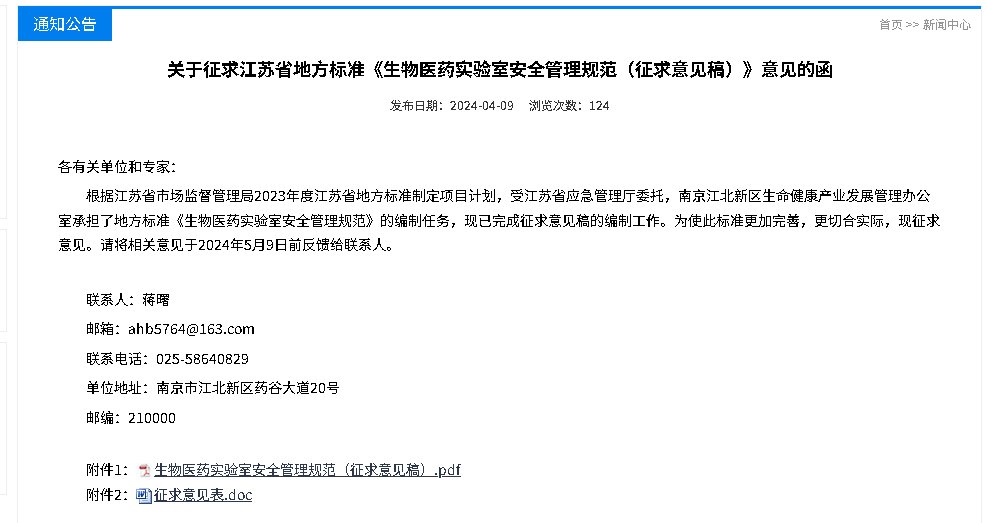 通知公告
首页 >> 新闻中心
关于征求江苏省地方标准《生物医药实验室安全管理规范（征求意见稿）》意见的函
发布日期：2024-04-09 浏览次数：124
各有关单位和专家：
根据江苏省市场监督管理局2023年度江苏省地方标准制定项目计划，受江苏省应急管理厅委托，南京江北新区生命健康产业发展管理办公
室承担了地方标准《生物医药实验室安全管理规范》的编制任务，现已完成征求意见稿的编制工作。为使此标准更加完善，更切合实际，现征求
意见。请将相关意见于2024年5月9日前反馈给联系人。
联系人：蒋曙
邮箱：ahb5764@163.com
联系电话：025-58640829
单位地址：南京市江北新区药谷大道20号
邮编：210000
附件1：生物医药实验室安全管理规范（征求意见稿）.pdf
附件2：征求意见表.doc